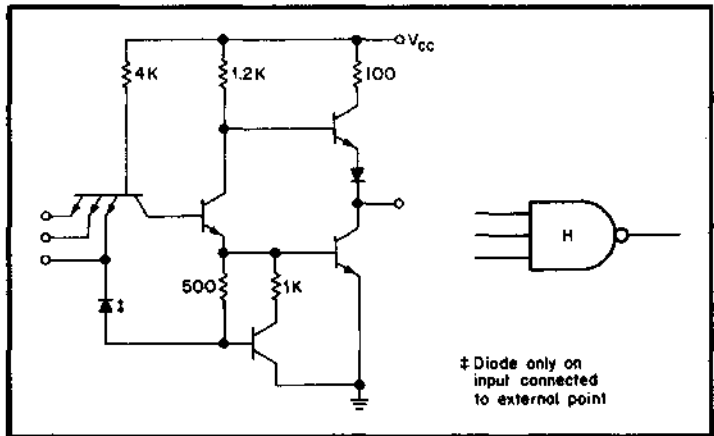 Vcc
4K
1.2K
100
H
500
1K
‡
‡ Diode only on
input connected
to external point